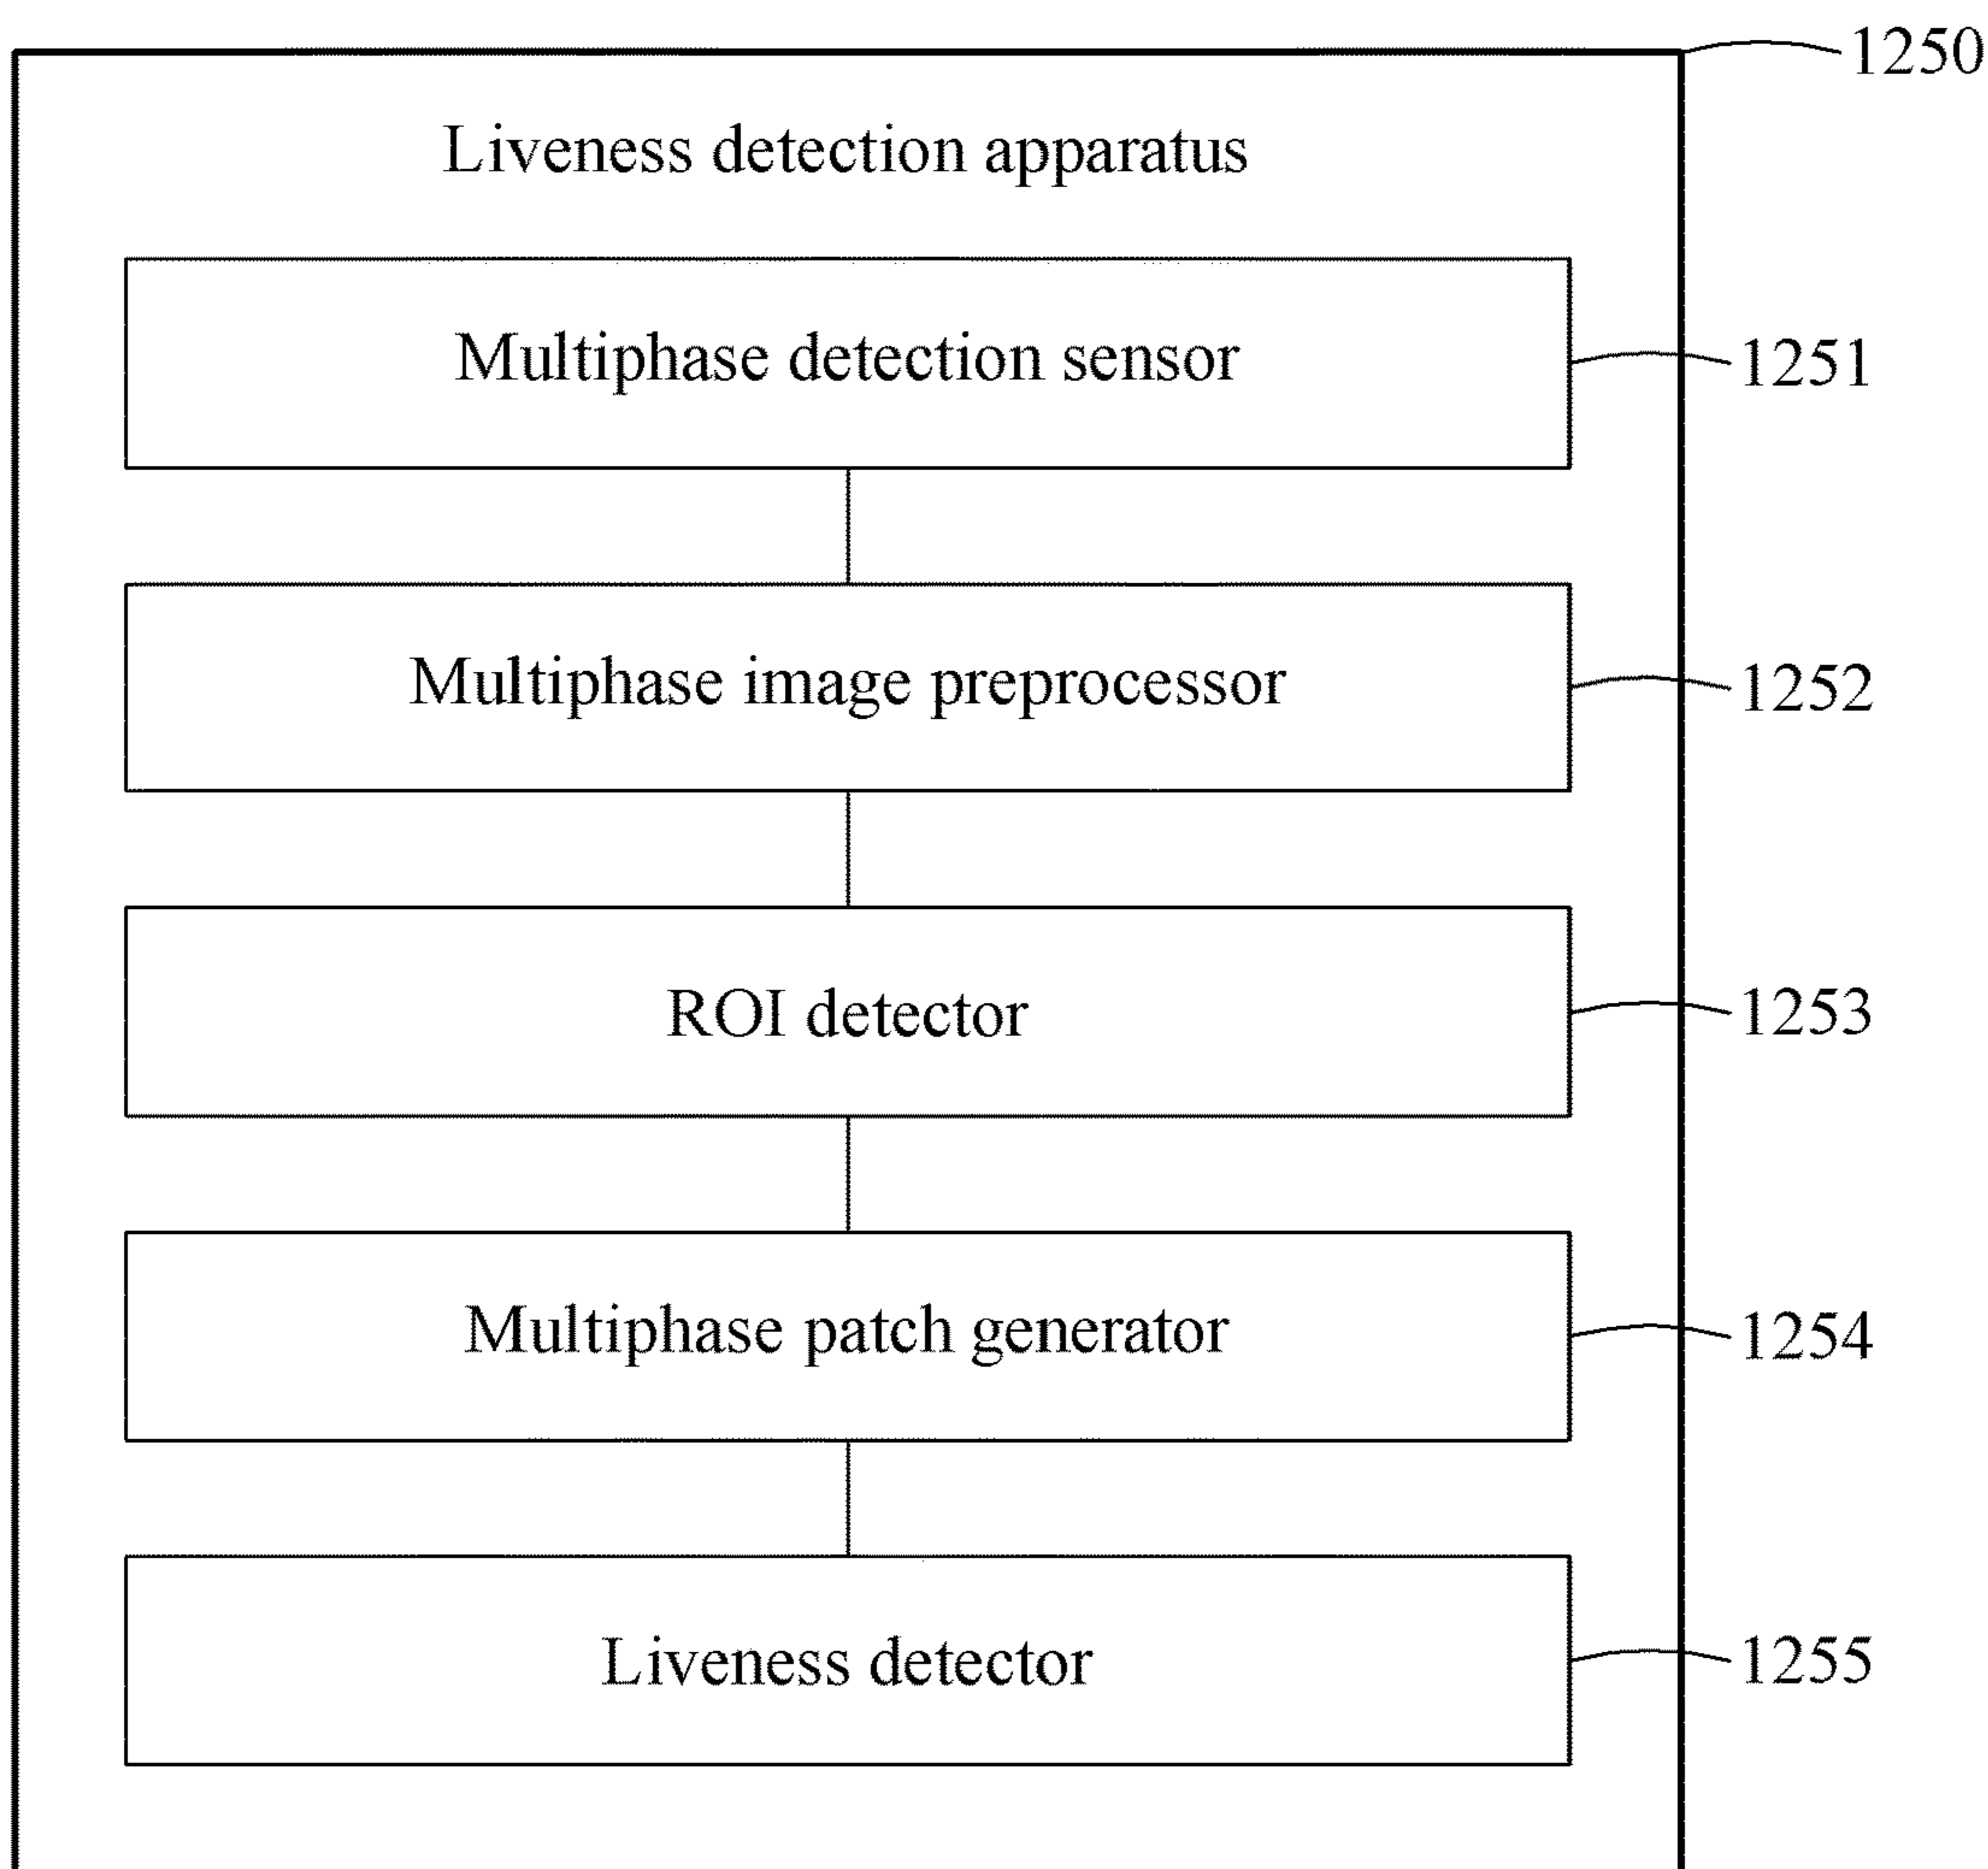 1250
Liveness detection apparatus
Multiphase detection sensor
1251
Multiphase image preprocessor
1252
ROI detector
1253
Multiphase patch generator
1254
Liveness detector
1255